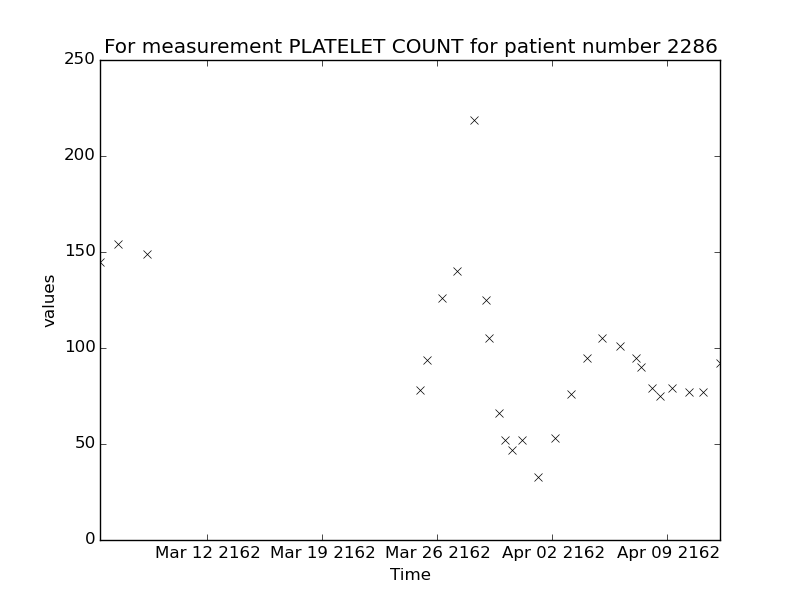 For measurement PLATELET COUNT for patient number 2286
250
200
150
100
50
0
values
Mar 12 2162 Mar 19 2162 Mar 26 2162 Apr 02 2162 Apr 09 2162
Time